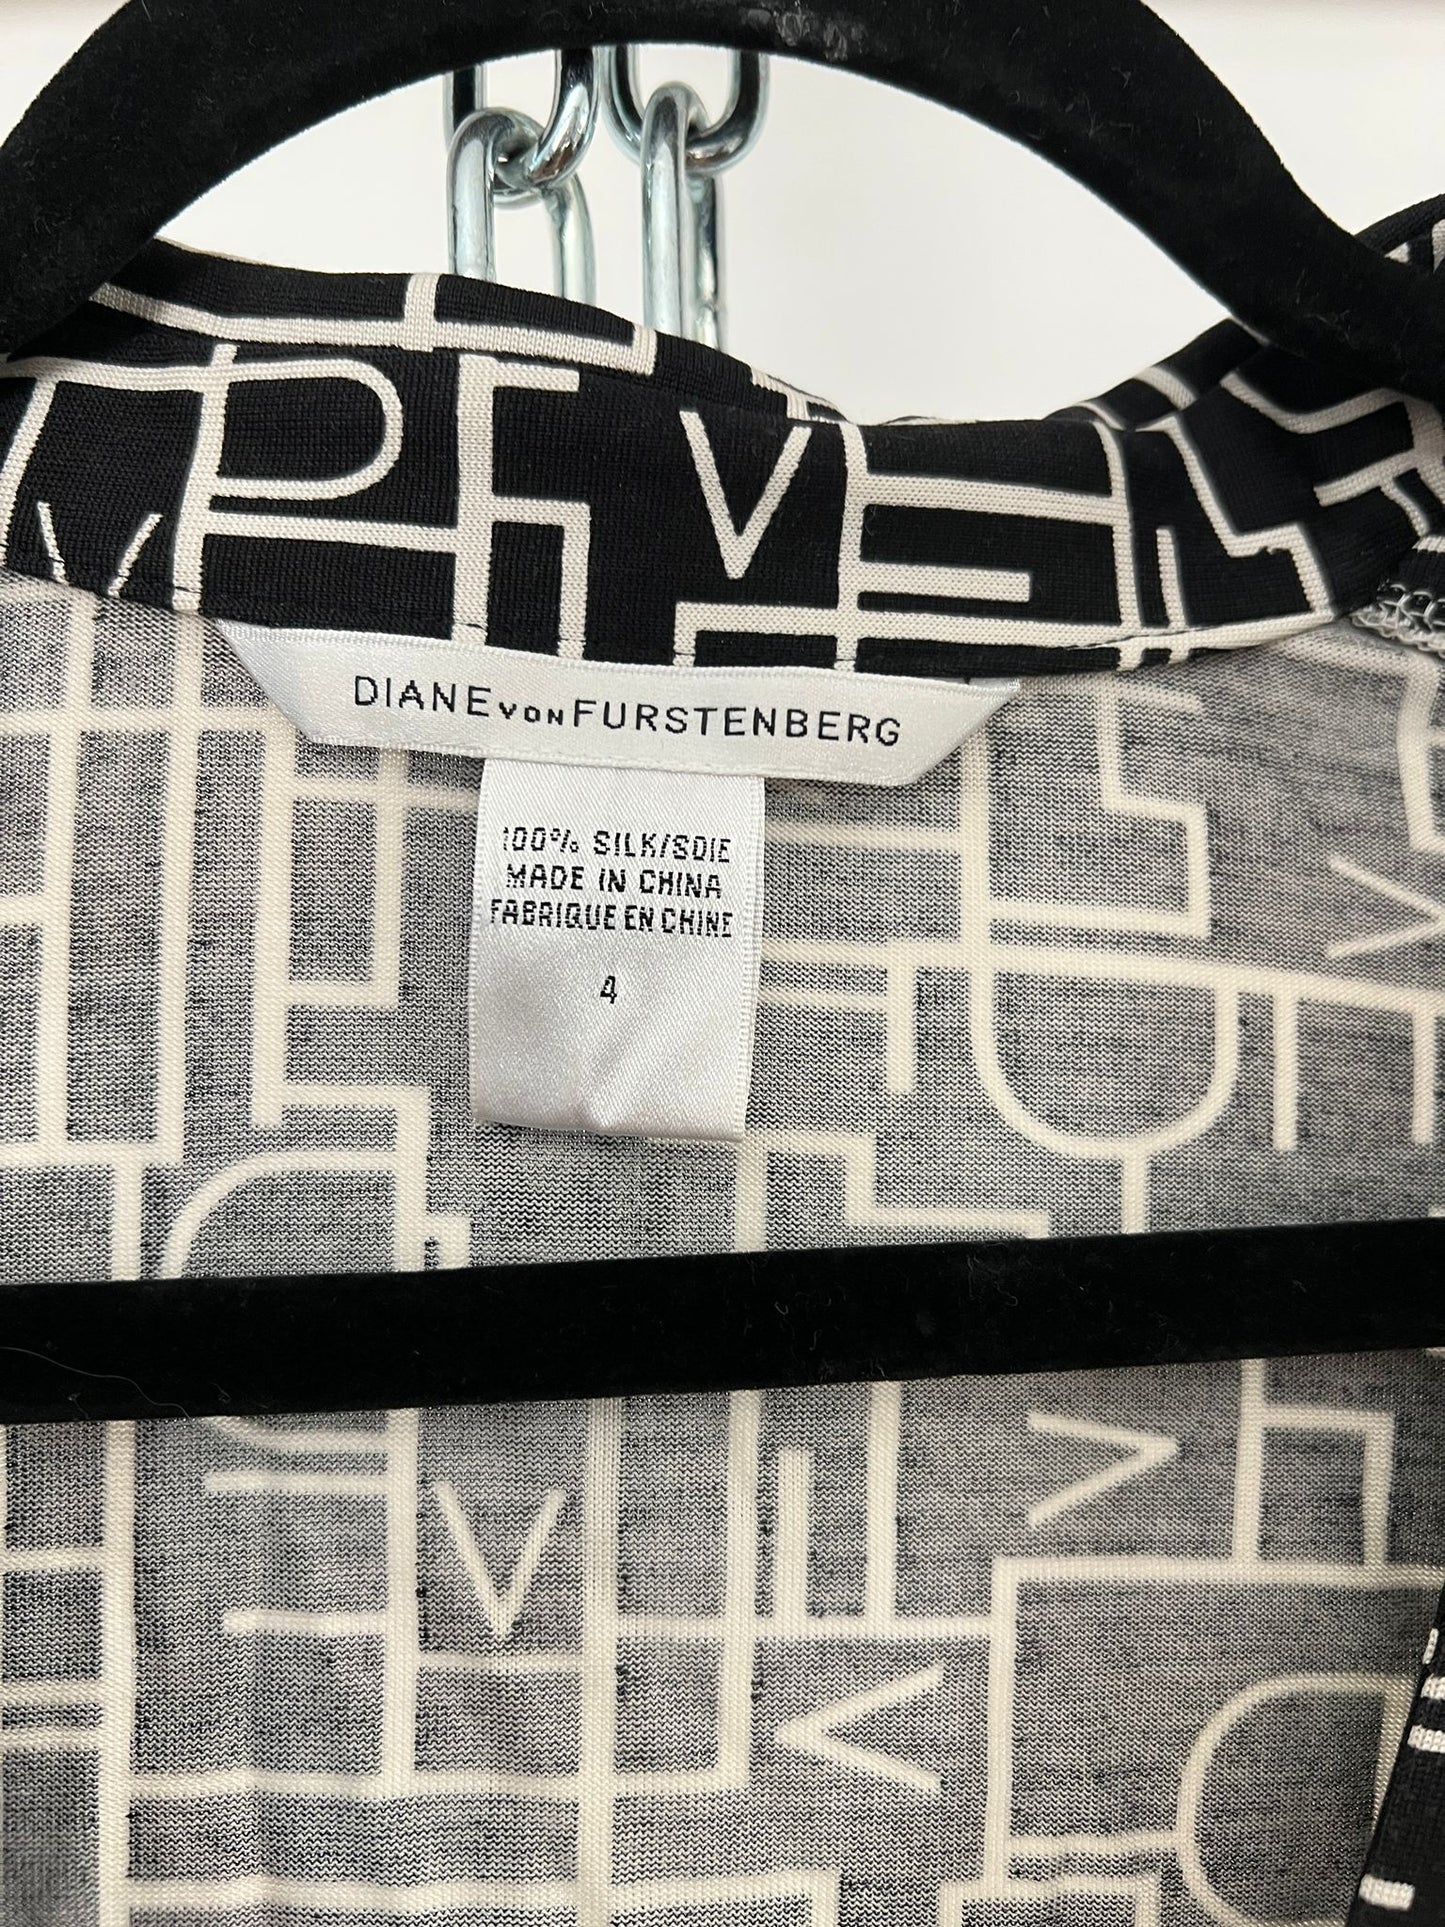 DIANE VON FURSTENBERG
100% SILK/SOIE
MADE IN CHINA
FABRIQUE EN CHINE
4